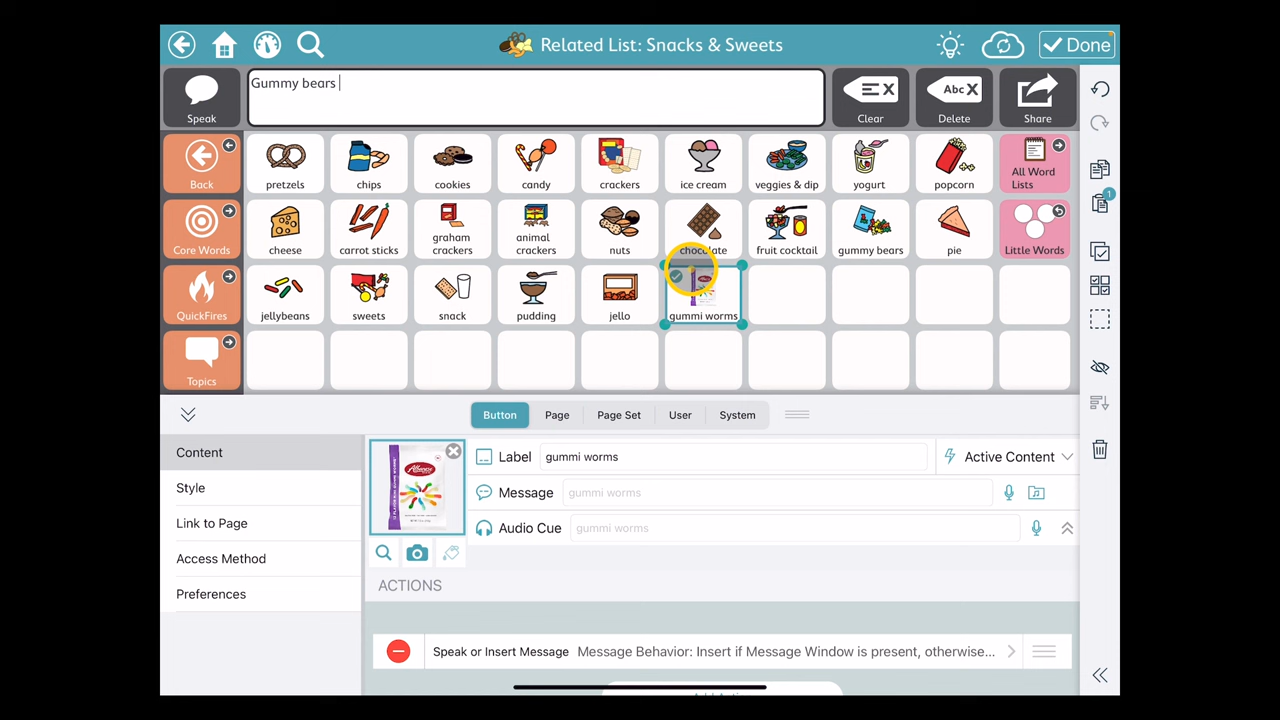 Related List: Snacks & Sweets
Done
Speak
Gummy bears
Clear
Abc X
Delete
Share
Back
pretzels
chips
cookies
candy
crackers
ice cream
veggies & dip
yogurt
popcorn
All Word
Lists
Core Words
cheese
carrot sticks
graham
crackers
animal
crackers
nuts
chocolate
fruit cocktail
gummy bears
pie
Little Words
QuickFires
jellybeans
sweets
snack
pudding
jello
gummi worms
Topics
1
Button
Page
Page Set
User
System
Content
Style
Link to Page
Access Method
Preferences
Albanese
Label
gummi worms
Active Content
Message
gummi worms
Audio Cue
gummi worms
ACTIONS
Speak or Insert Message
Message Behavior: Insert if Message Window is present, otherwise...